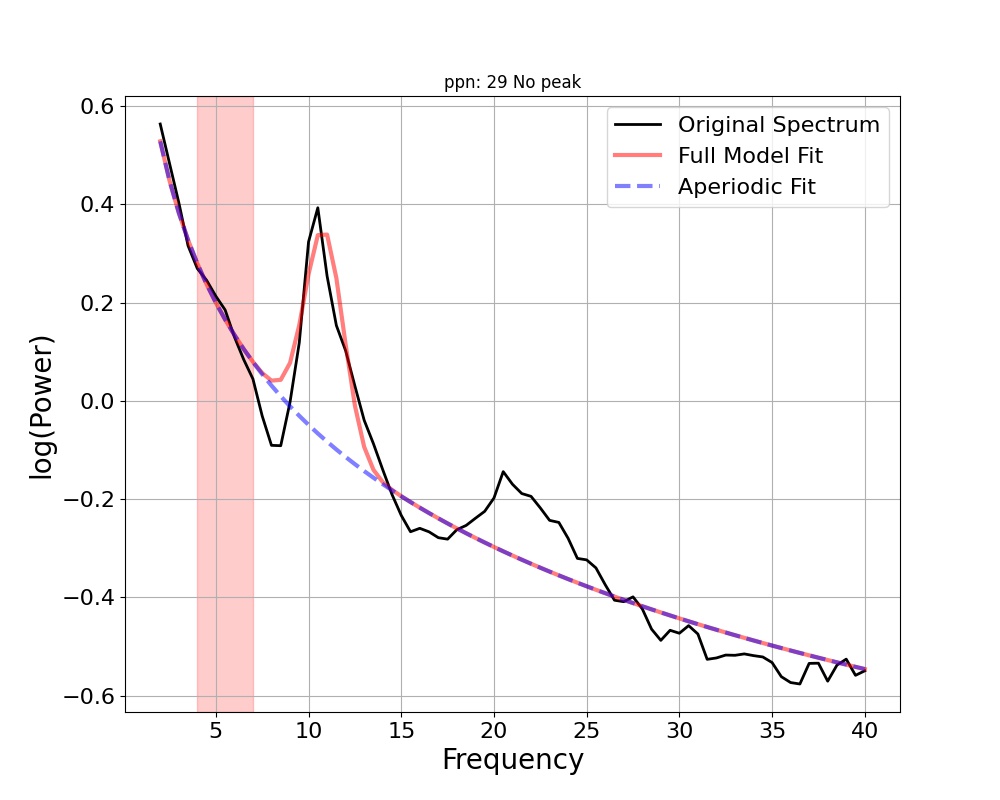 ppn: 29 No peak
Original Spectrum
Full Model Fit
Aperiodic Fit
log(Power)
0.6
0.4
0.2
0.0
−0.2
−0.4
−0.6
5 10 15 20 25 30 35 40
Frequency